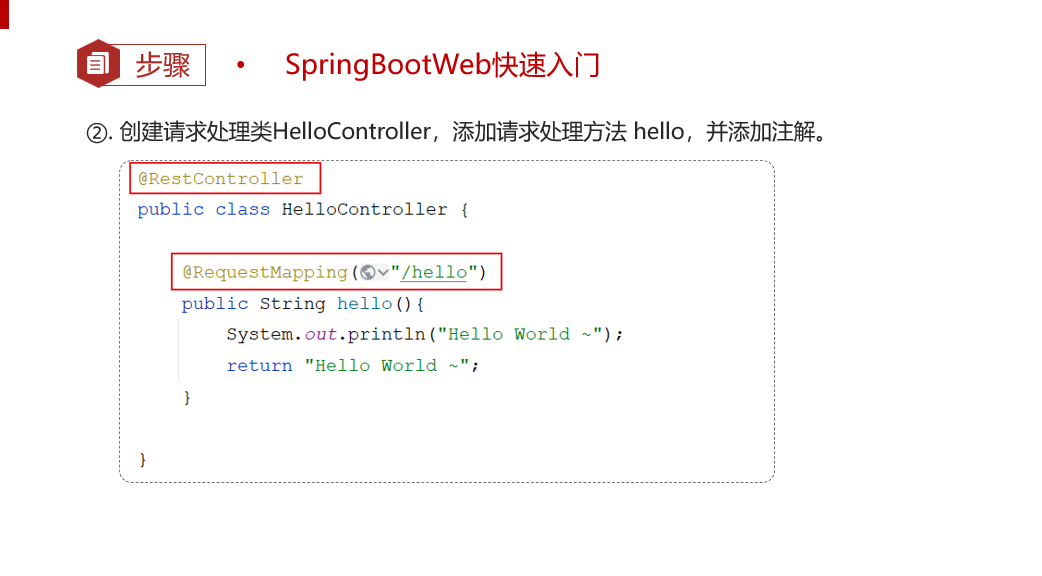 步骤
• SpringBootWeb快速入门
②. 创建请求处理类HelloController，添加请求处理方法 hello，并添加注解。
@RestController
public class HelloController {
@RequestMapping("/hello")
public String hello(){
System.out.println("Hello World ~");
return "Hello World ~";
}
}